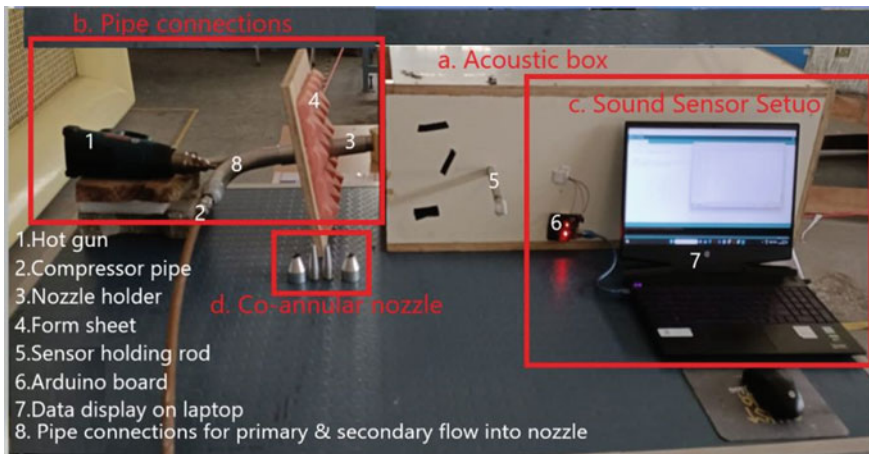 b. Pipe connections
a. Acoustic box
c. Sound Sensor Setuo
4
1
3
8
5
2
6
7
1.Hot gun
2.Compressor pipe
3.Nozzle holder
d. Co-annular nozzle
4.Form sheet
5.Sensor holding rod
6.Arduino board
7.Data display on laptop
8. Pipe connections for primary & secondary flow into nozzle